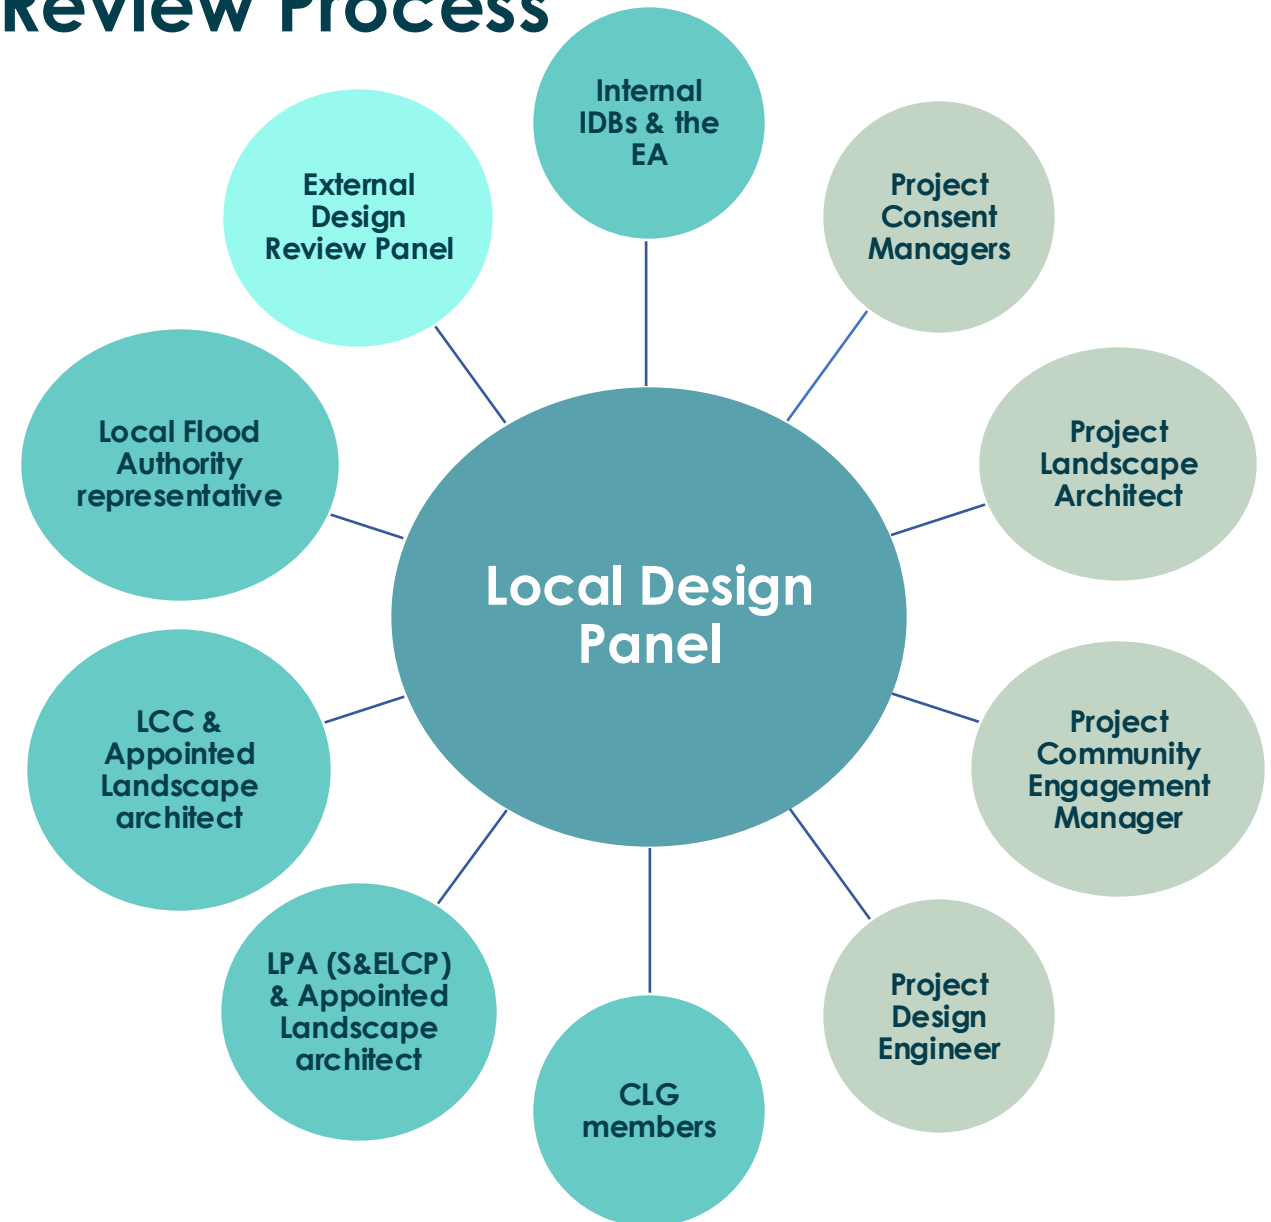 Review Process
Internal
IDBs & the
EA
External
Design
Review Panel
Project
Consent
Managers
Local Flood
Authority
representative
Project
Landscape
Architect
Local Design
Panel
LCC &
Appointed
Landscape
architect
Project
Community
Engagement
Manager
LPA (S&ELCP)
& Appointed
Landscape
architect
Project
Design
Engineer
CLG
members